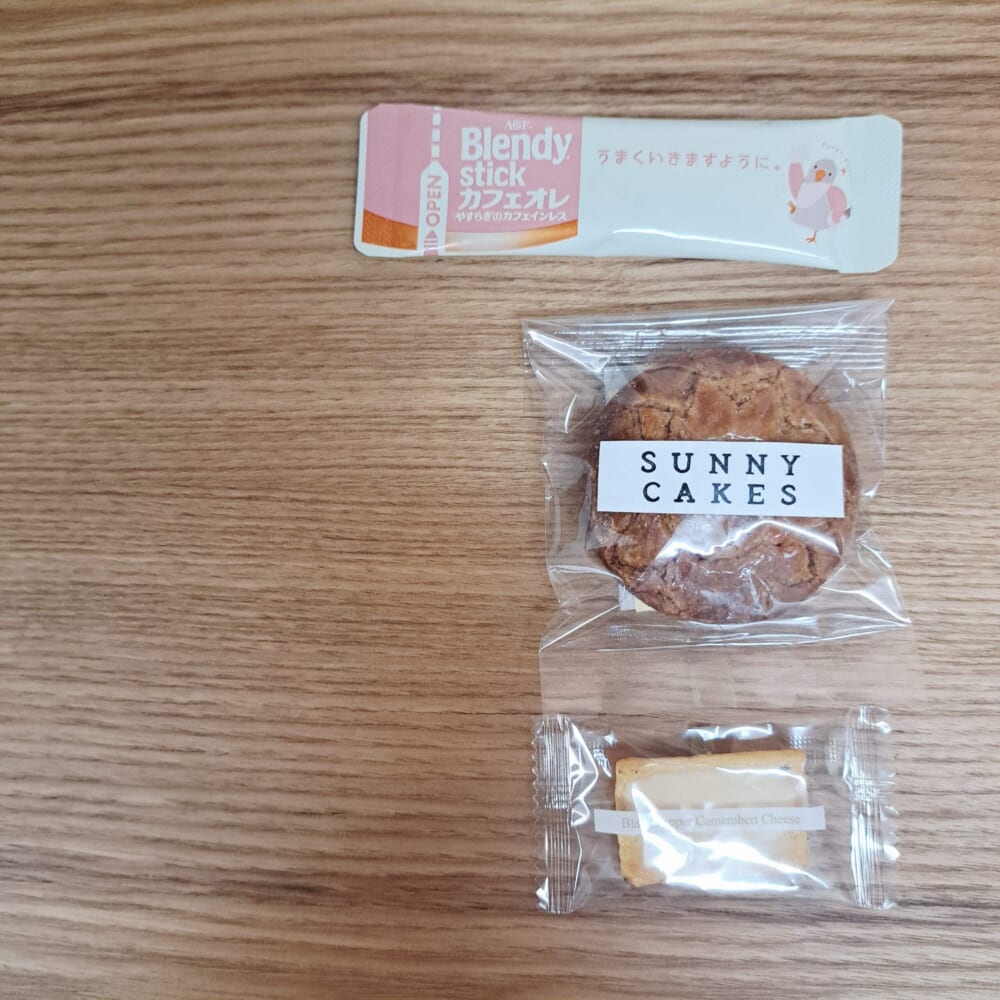 AGF
Blendy
stick
カフェオレ
やすらぎのカフェインレス
OPEN
うまくいきますように。
SUNNY
CAKES
Camembert Cheese